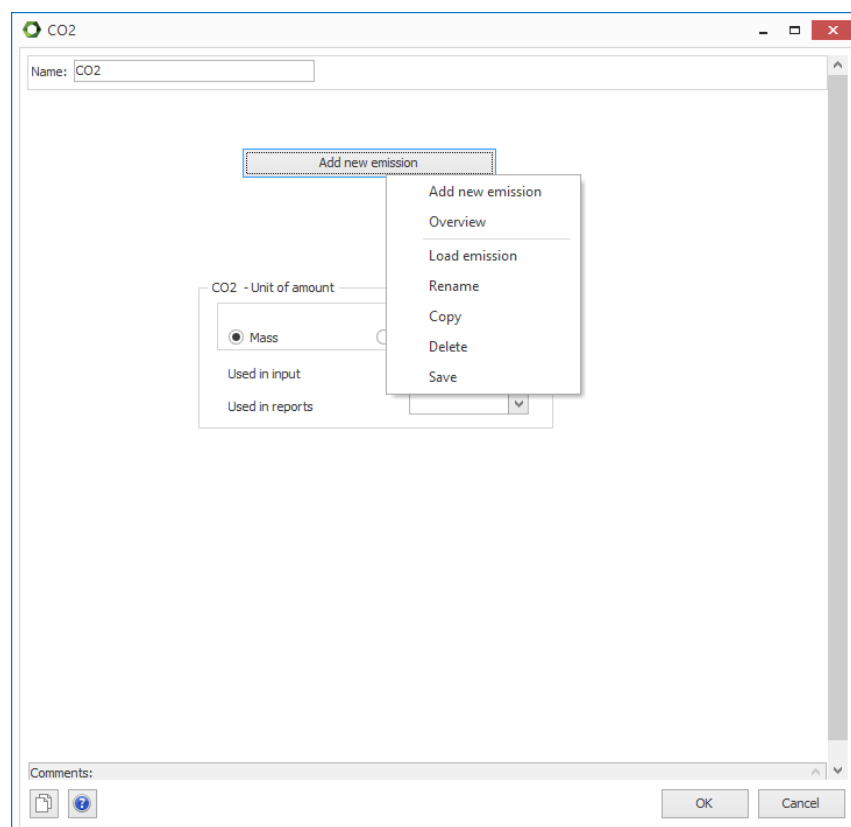 CO2
Name: CO2
Add new emission
Add new emission
Overview
Load emission
CO2 - Unit of amount
Rename
Copy
Mass
Delete
Used in input
Save
Used in reports
Comments:
?
OK Cancel